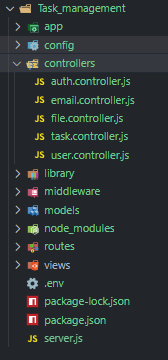 Task_management
app
config
controllers
JS auth.controller.js
JS email.controller.js
JS file.controller.js
JS task.controller.js
JS user.controller.js
library
middleware
models
node_modules
routes
views
.env
package-lock.json
package.json
JS server.js